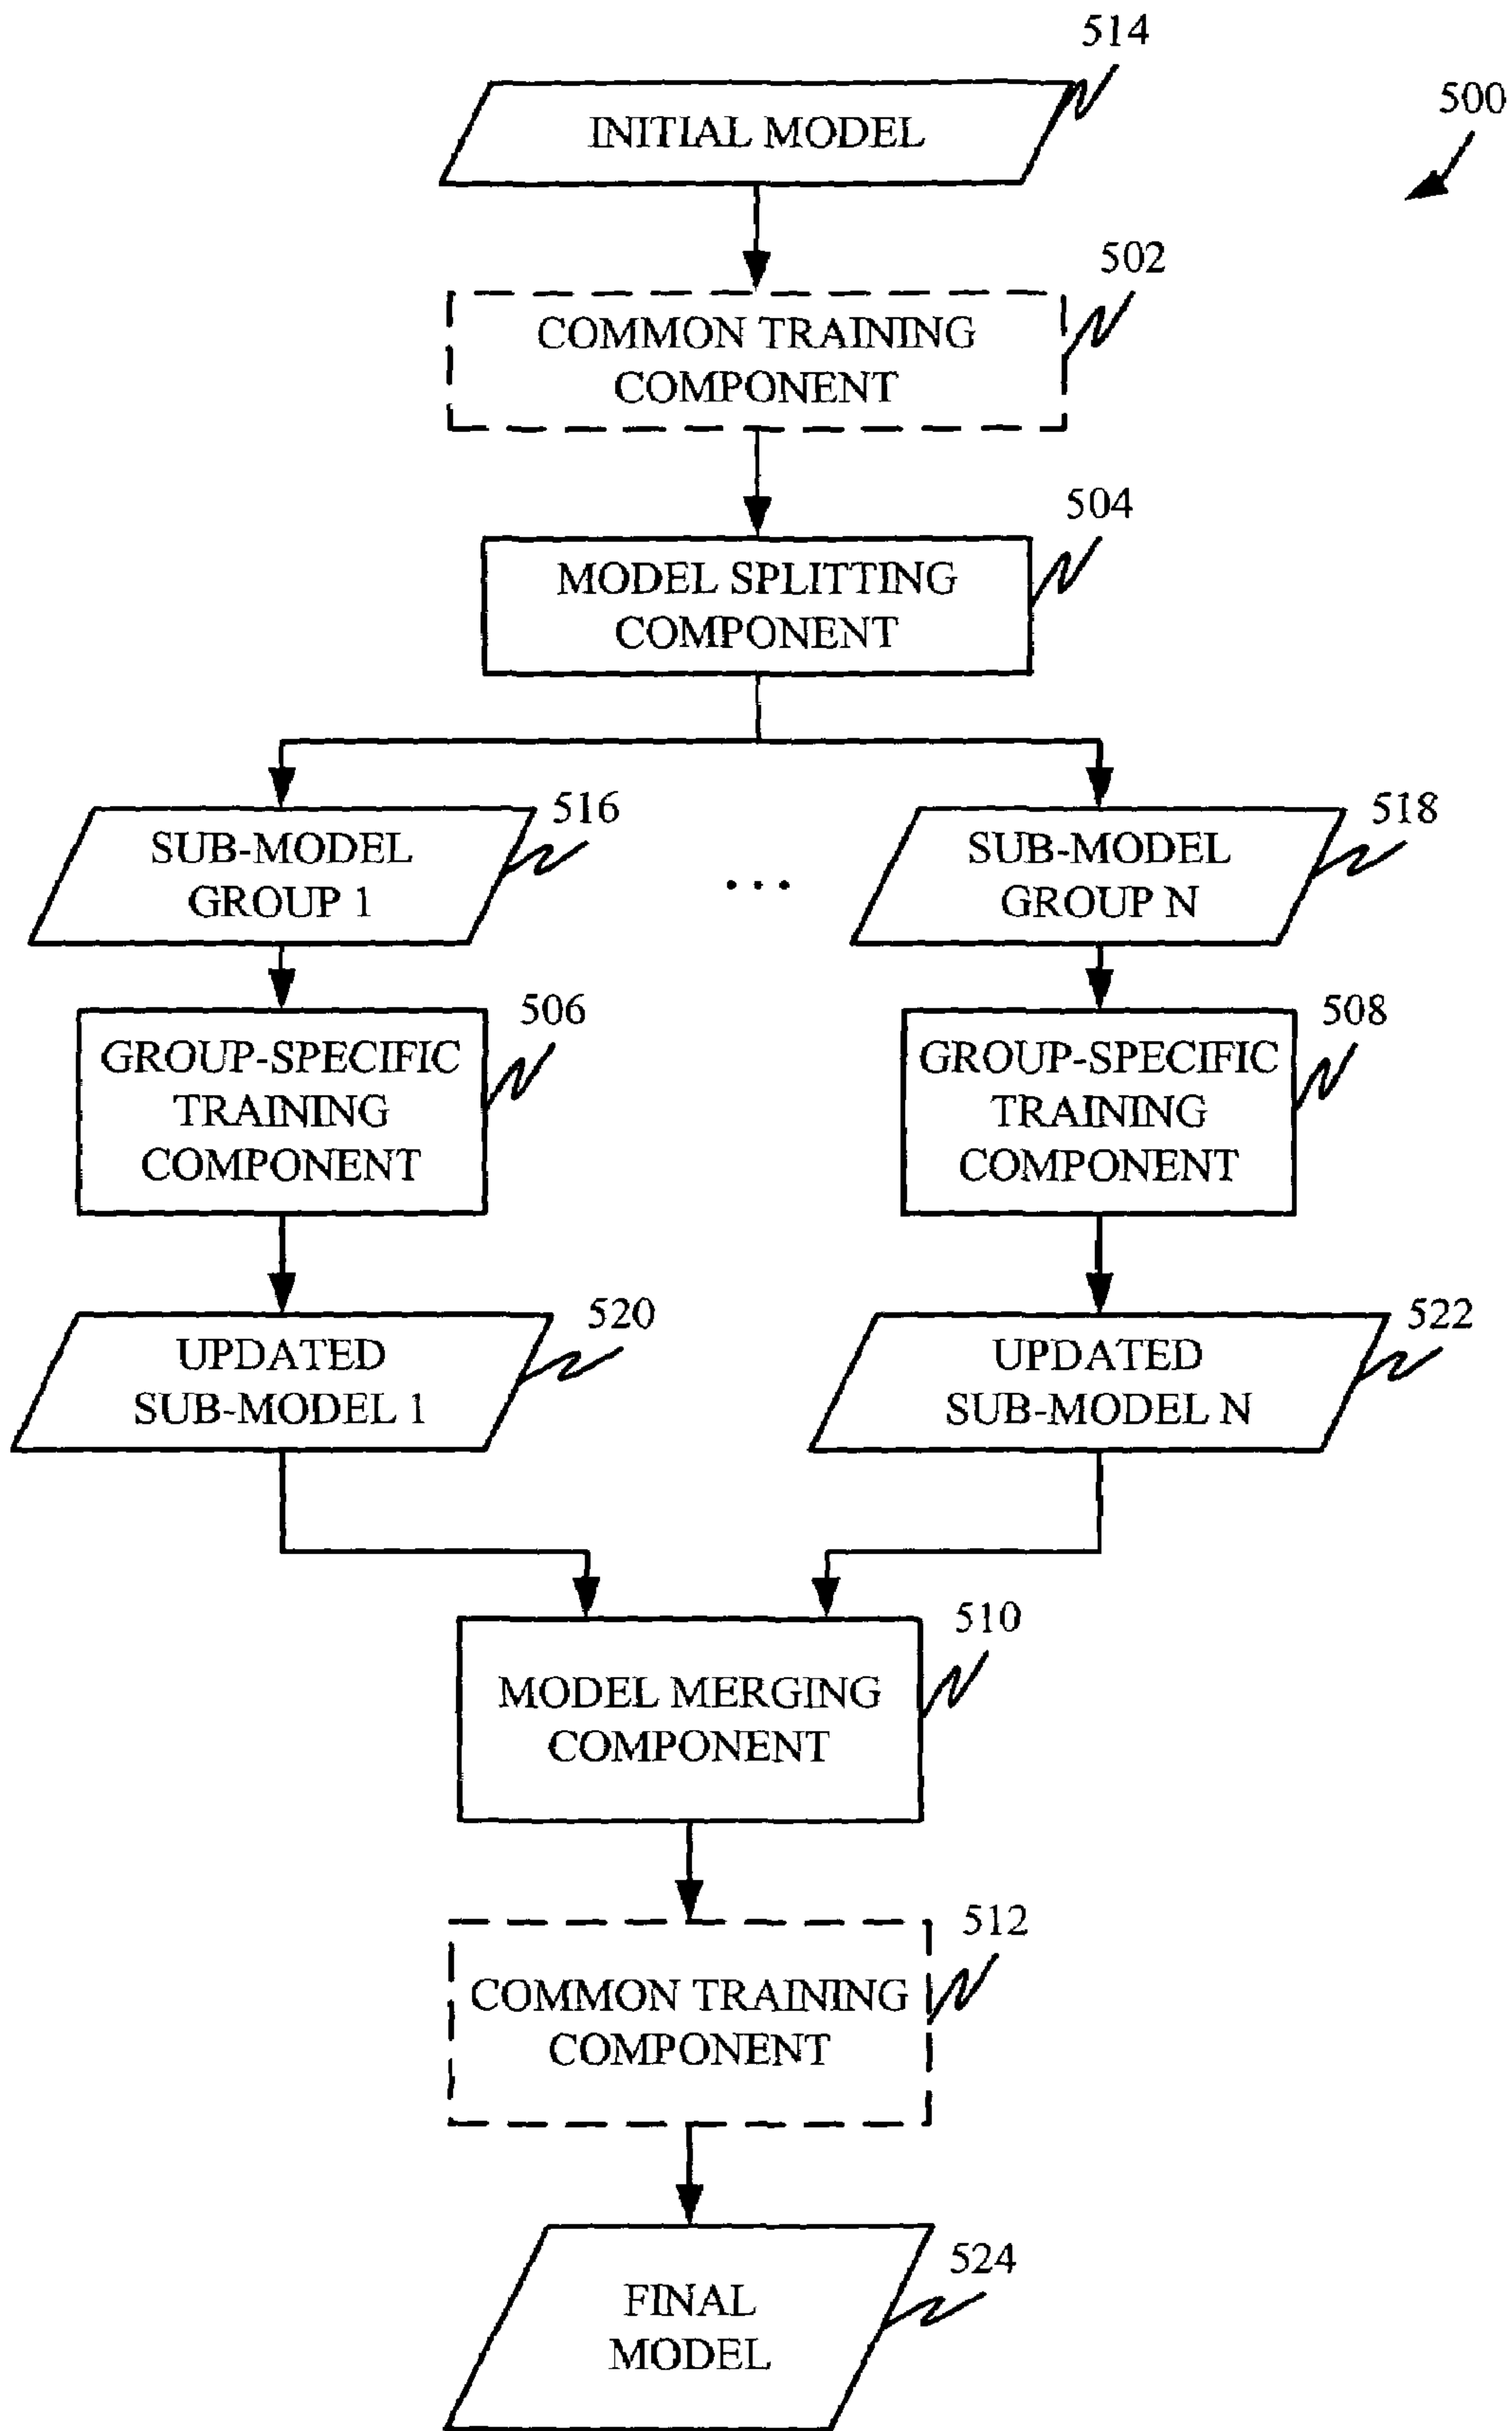 514
500
INITIAL MODEL
502
COMMON TRAINING
COMPONENT
504
MODEL SPLITTING
COMPONENT
516
SUB-MODEL
GROUP 1
...
518
SUB-MODEL
GROUP N
506
GROUP-SPECIFIC
TRAINING
COMPONENT
508
GROUP-SPECIFIC
TRAINING
COMPONENT
520
UPDATED
SUB-MODEL 1
522
UPDATED
SUB-MODEL N
510
MODEL MERGING
COMPONENT
512
COMMON TRAINING
COMPONENT
524
FINAL
MODEL